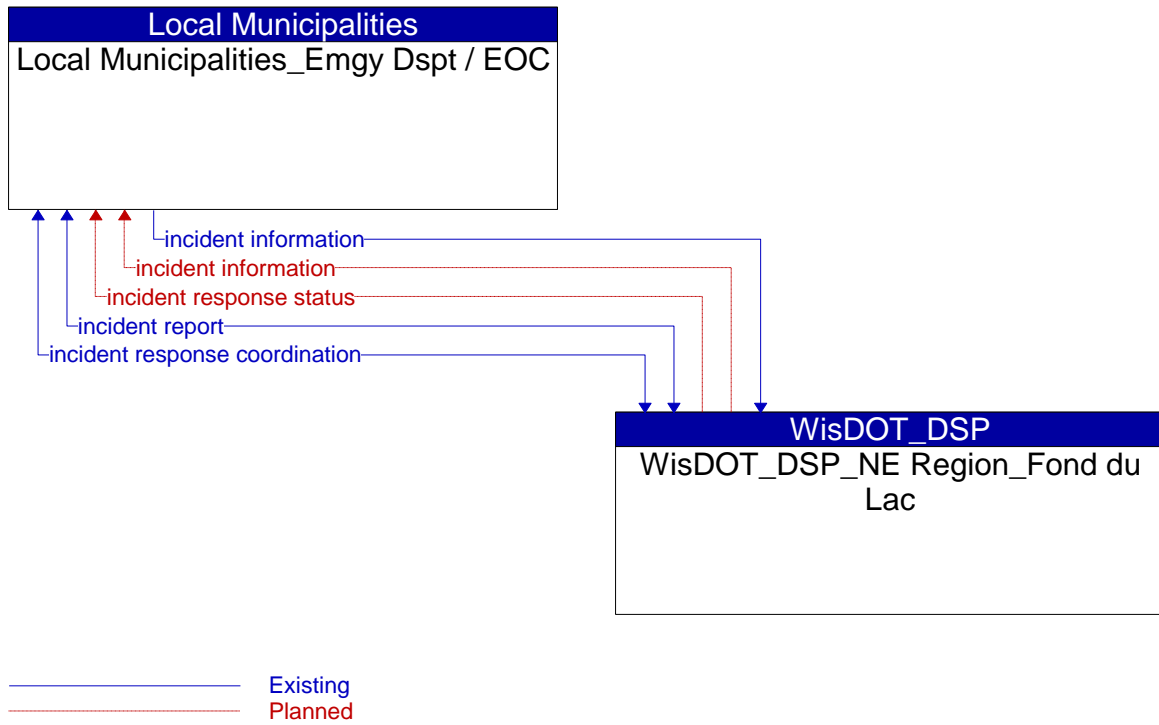 Local Municipalities
Local Municipalities_Emgy Dspt / EOC
incident information
incident information
incident response status
incident report
incident response coordination
WisDOT_DSP
WisDOT_DSP_NE Region_Fond du
Lac
Existing
Planned